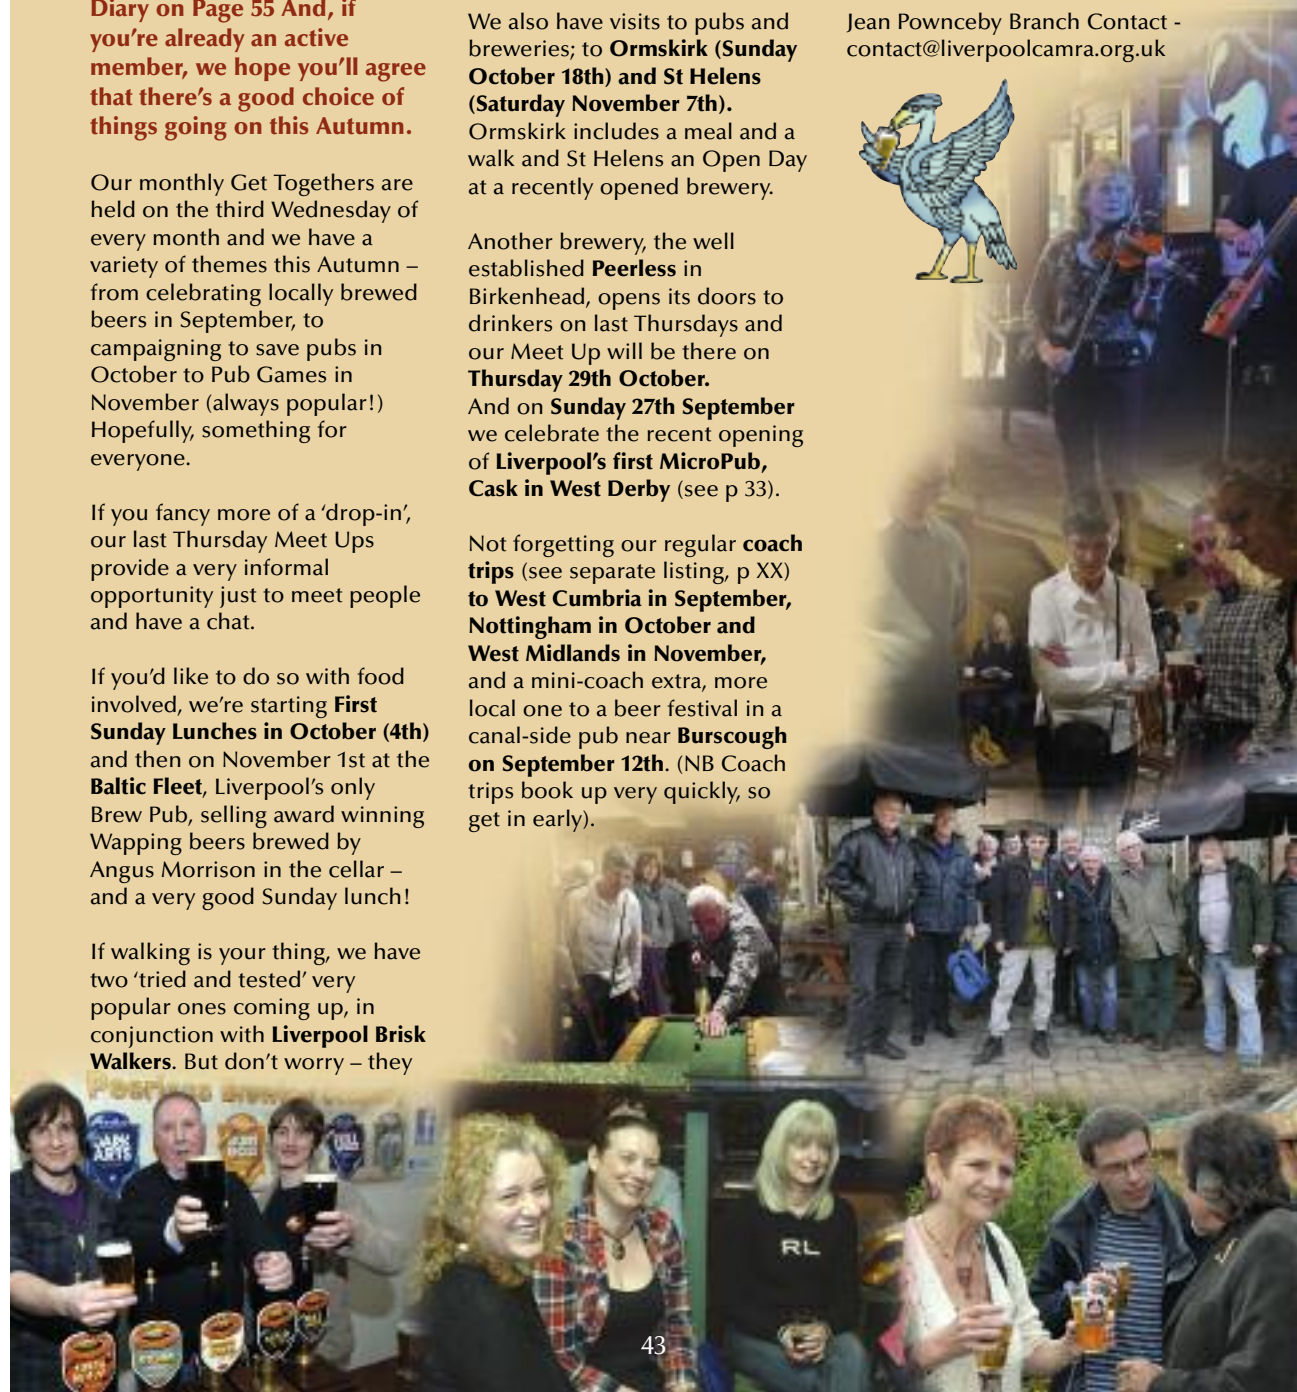 Diary on Page 55 And, if
you’re already an active
member, we hope you’ll agree
that there’s a good choice of
things going on this Autumn.
Our monthly Get Togethers are
held on the third Wednesday of
every month and we have a
variety of themes this Autumn –
from celebrating locally brewed
beers in September, to
campaigning to save pubs in
October to Pub Games in
November (always popular!)
Hopefully, something for
everyone.
If you fancy more of a ‘drop-in’,
our last Thursday Meet Ups
provide a very informal
opportunity just to meet people
and have a chat.
If you’d like to do so with food
involved, we’re starting First
Sunday Lunches in October (4th)
and then on November 1st at the
Baltic Fleet, Liverpool’s only
Brew Pub, selling award winning
Wapping beers brewed by
Angus Morrison in the cellar –
and a very good Sunday lunch!
If walking is your thing, we have
two ‘tried and tested’ very
popular ones coming up, in
conjunction with Liverpool Brisk
Walkers. But don’t worry – they
We also have visits to pubs and
breweries; to Ormskirk (Sunday
October 18th) and St Helens
(Saturday November 7th).
Ormskirk includes a meal and a
walk and St Helens an Open Day
at a recently opened brewery.
Another brewery, the well
established Peerless in
Birkenhead, opens its doors to
drinkers on last Thursdays and
our Meet Up will be there on
Thursday 29th October.
And on Sunday 27th September
we celebrate the recent opening
of Liverpool’s first MicroPub,
Cask in West Derby (see p 33).
Not forgetting our regular coach
trips (see separate listing, p XX)
to West Cumbria in September,
Nottingham in October and
West Midlands in November,
and a mini-coach extra, more
local one to a beer festival in a
canal-side pub near Burscough
on September 12th. (NB Coach
trips book up very quickly, so
get in early).
Jean Pownceby Branch Contact -
contact@liverpoolcamra.org.uk
Peerless
DARK
ARTS
RL
43